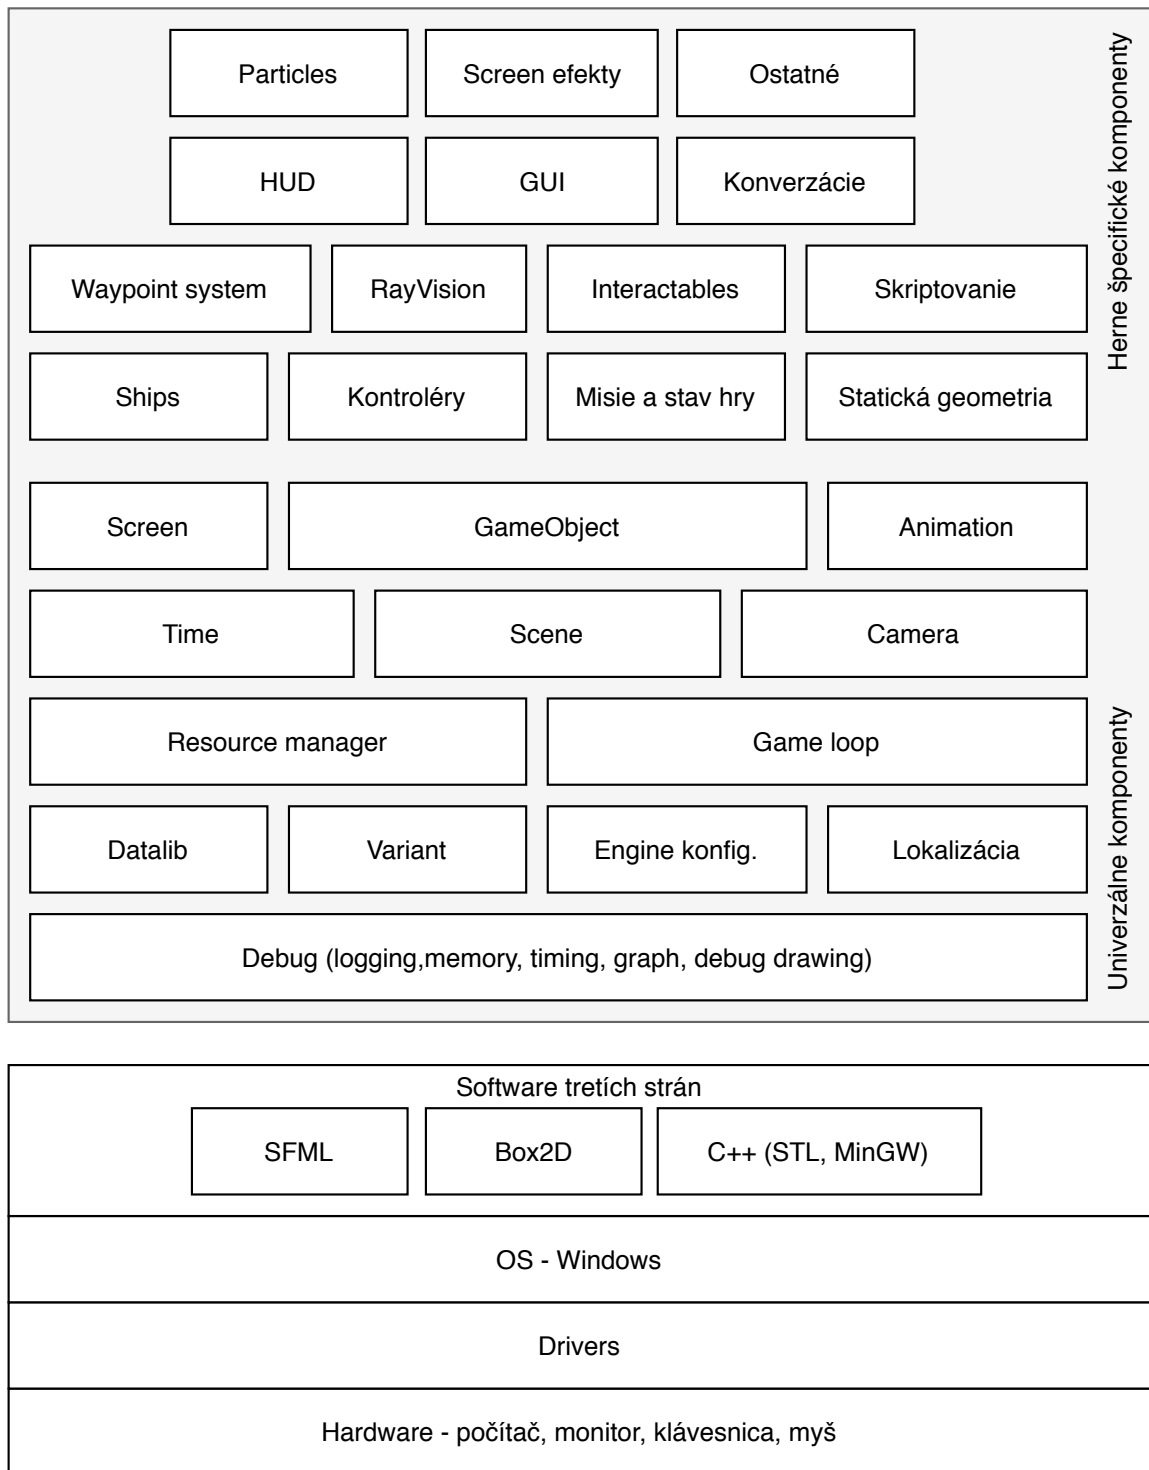 Particles
Screen efekty
Ostatné
HUD
GUI
Konverzácie
Waypoint system
RayVision
Interactables
Skriptovanie
Ships
Kontroléry
Misie a stav hry
Statická geometria
Herne špecifické komponenty
Screen
GameObject
Animation
Time
Scene
Camera
Resource manager
Game loop
Datalib
Variant
Engine konfig.
Lokalizácia
Debug (logging,memory, timing, graph, debug drawing)
Univerzálne komponenty
Software tretích strán
SFML
Box2D
C++ (STL, MinGW)
OS - Windows
Drivers
Hardware - počítač, monitor, klávesnica, myš